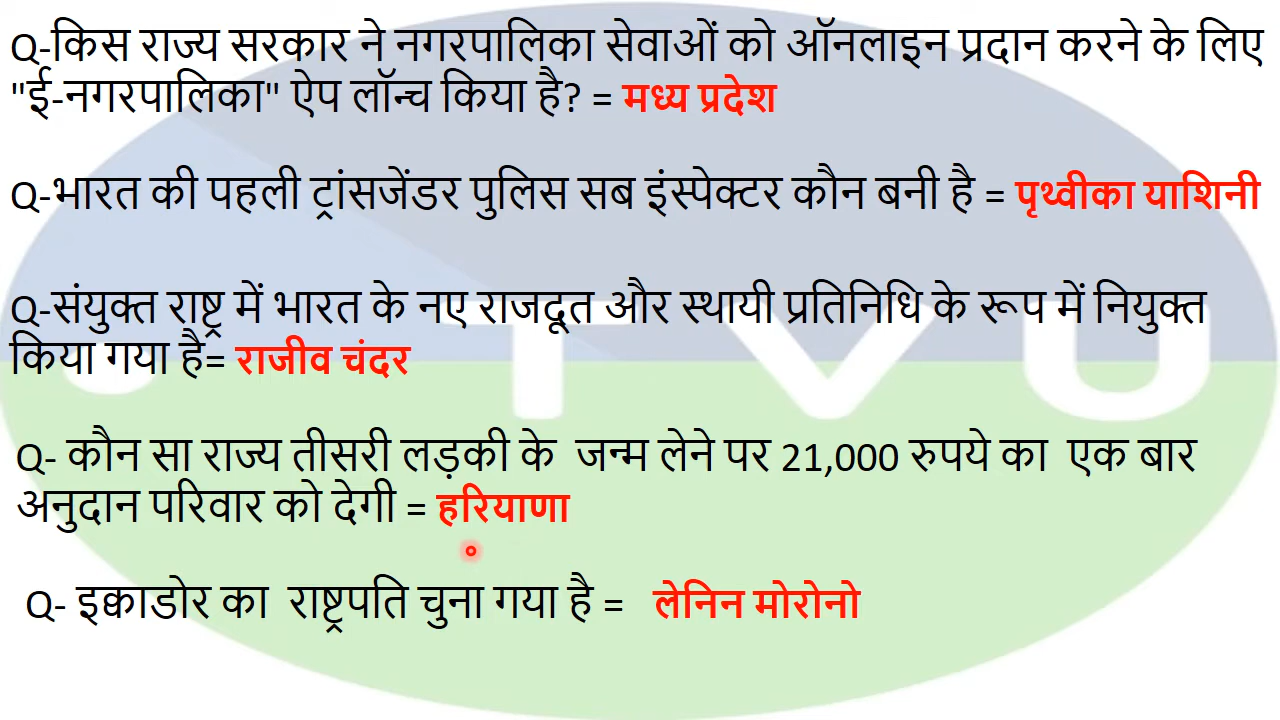 Q-किस राज्य सरकार ने नगरपालिका सेवाओं को ऑनलाइन प्रदान करने के लिए
"ई-नगरपालिका" ऐप लॉन्च किया है? = मध्य प्रदेश
Q-भारत की पहली ट्रांसजेंडर पुलिस सब इंस्पेक्टर कौन बनी है = पृथ्वीका याशिनी
Q-संयुक्त राष्ट्र में भारत के नए राजदूत और स्थायी प्रतिनिधि के रूप में नियुक्त
किया गया है= राजीव चंदर
Q- कौन सा राज्य तीसरी लड़की के जन्म लेने पर 21,000 रुपये का एक बार
अनुदान परिवार को देगी = हरियाणा
Q- इक्वाडोर का राष्ट्रपति चुना गया है = लेनिन मोरोनो
.TVU